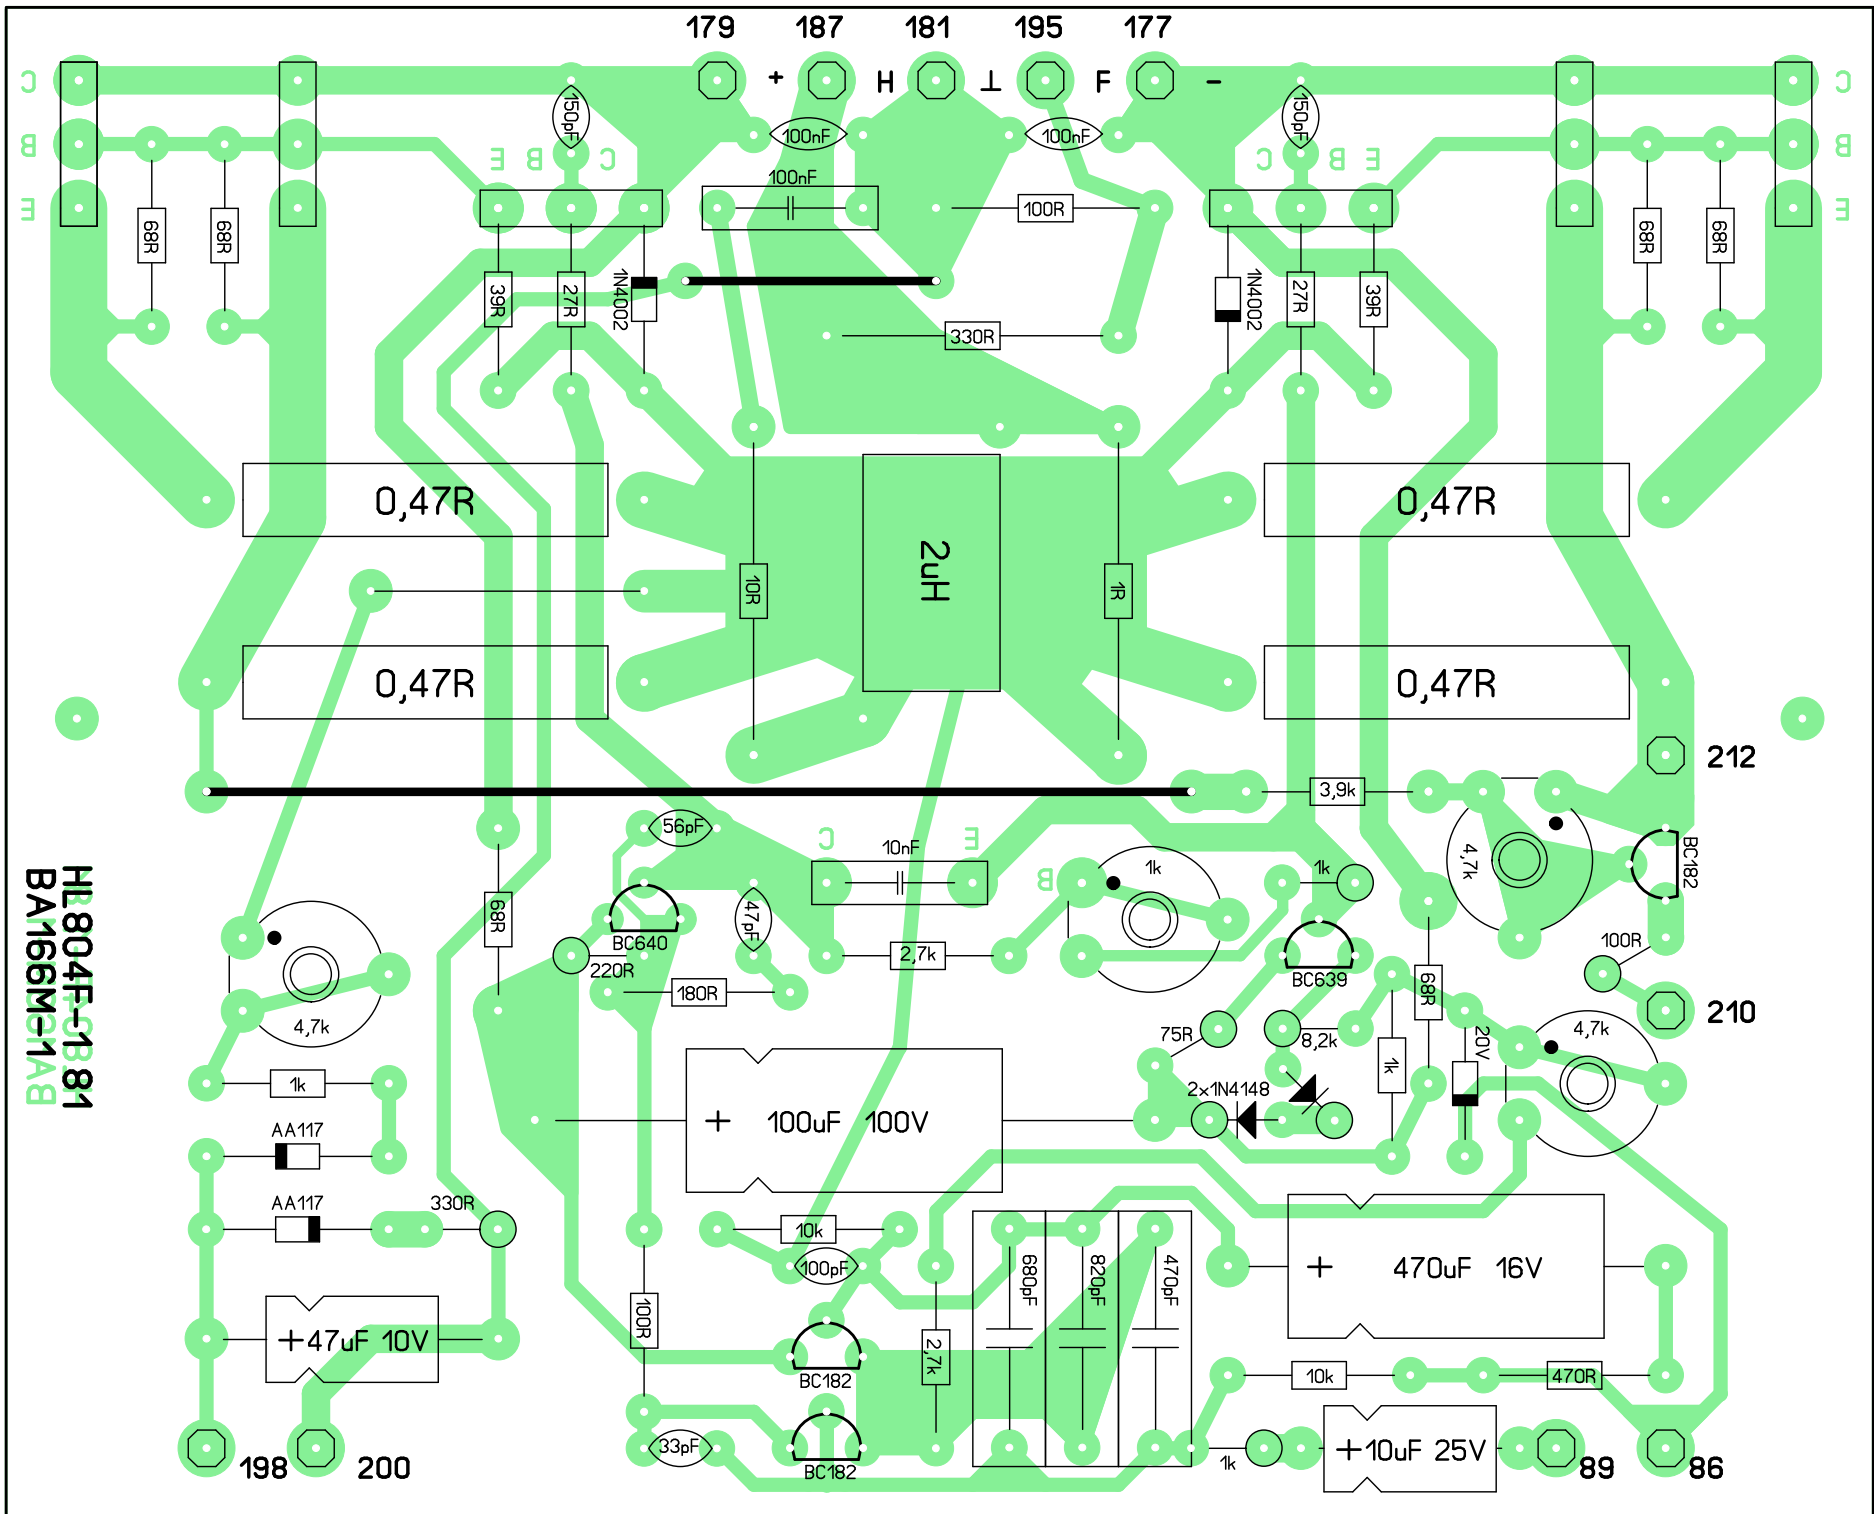 179 187 181 195 177
+ H ⊥ F −
C C
150pF 150pF
100nF 100nF
B B
E B C C B E
100nF
E E
68R 68R 100R 68R 68R
39R 27R 1N4002 1N4002 27R 39R
330R
0,47R 0,47R
2uH
10R 1R
0,47R 0,47R
212
3,9k
56pF C E
10nF
B 1k 1k 4,7k BC182
HL804F-181
BA166M-1
68R BC640 47pF 2,7k
220R 180R BC639 68R 100R
210
4,7k 75R 8,2k 20V 4,7k
1k 1k
2x1N4148
+ 100uF 100V
AA117
AA117 330R
10k
100pF 680pF 820pF 470pF + 470uF 16V
+47uF 10V 100R 2,7k
BC182 10k 470R
33pF +10uF 25V
BC182 1k
198 200 89 86